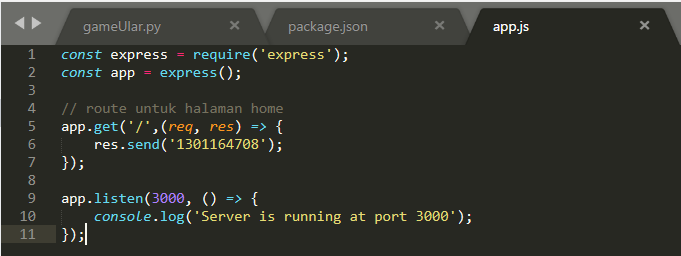 gameUlar.py package.json app.js
1 const express = require('express');
2 const app = express();
3
4 // route untuk halaman home
5 app.get('/',(req, res) => {
6 res.send('1301164708');
7 });
8
9 app.listen(3000, () => {
10 console.log('Server is running at port 3000');
11 });